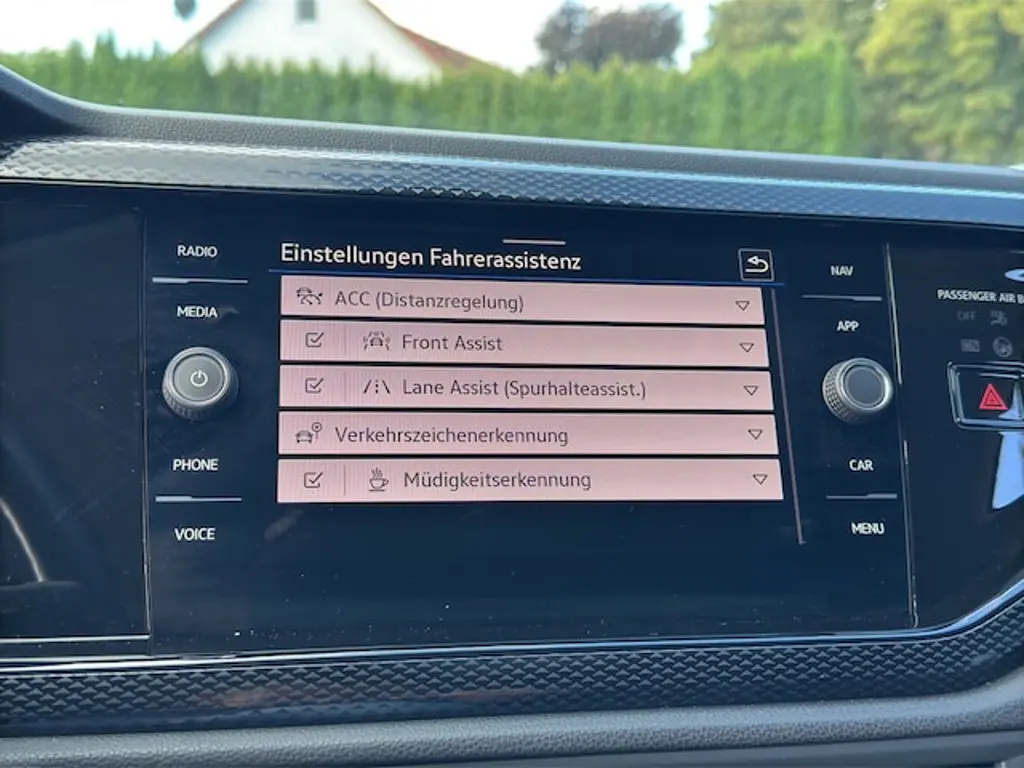 RADIO
MEDIA
PHONE
VOICE
Einstellungen Fahrerassistenz
ACC (Distanzregelung)
Front Assist
Lane Assist (Spurhalteassist.)
Verkehrszeichenerkennung
Müdigkeitserkennung
NAV
APP
CAR
MENU
PASSENGER AIR B
OFF